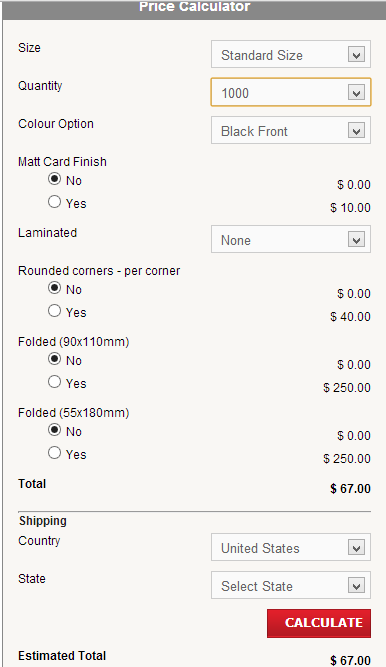 Price Calculator
Size
Standard Size
Quantity
1000
Colour Option
Black Front
Matt Card Finish
No
$ 0.00
Yes
$ 10.00
Laminated
None
Rounded corners - per corner
No
$ 0.00
Yes
$ 40.00
Folded (90x110mm)
No
$ 0.00
Yes
$ 250.00
Folded (55x180mm)
No
$ 0.00
Yes
$ 250.00
Total
$ 67.00
Shipping
Country
United States
State
Select State
CALCULATE
Estimated Total
$ 67.00